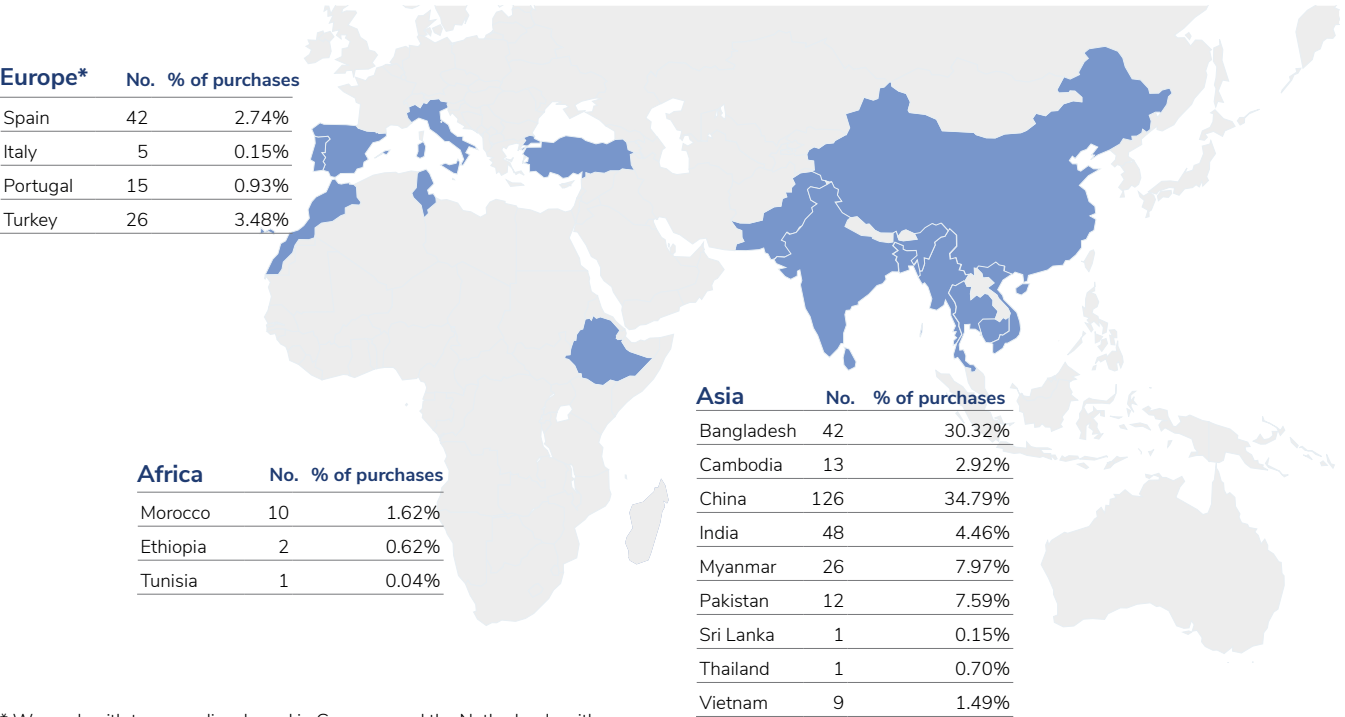 Europe* No. % of purchases
Spain 42 2.74%
Italy 5 0.15%
Portugal 15 0.93%
Turkey 26 3.48%
Africa No. % of purchases
Morocco 10 1.62%
Ethiopia 2 0.62%
Tunisia 1 0.04%
Asia No. % of purchases
Bangladesh 42 30.32%
Cambodia 13 2.92%
China 126 34.79%
India 48 4.46%
Myanmar 26 7.97%
Pakistan 12 7.59%
Sri Lanka 1 0.15%
Thailand 1 0.70%
Vietnam 9 1.49%